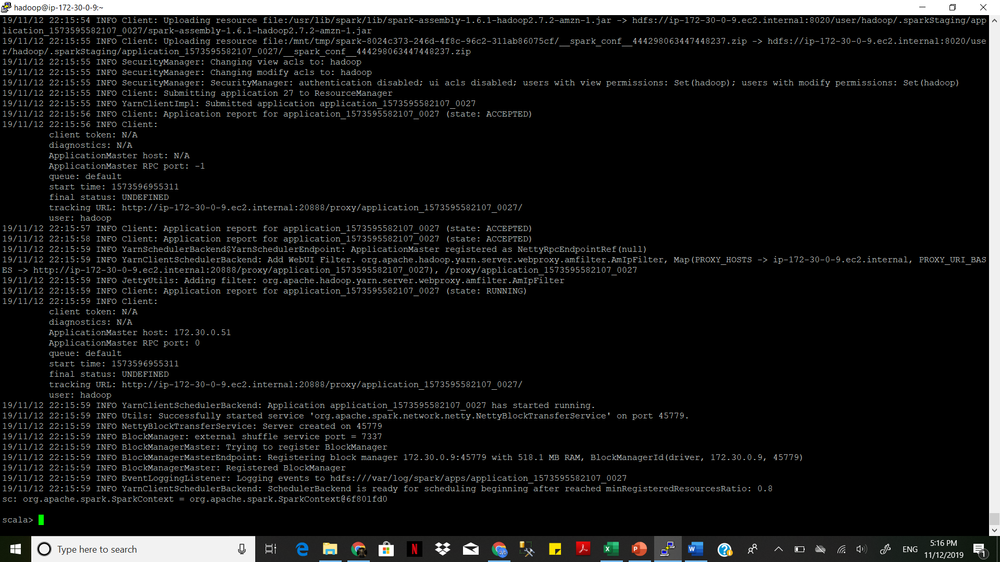 hadoop@ip-172-30-0-9:~
19/11/12 22:15:54 INFO Client: Uploading resource file:/usr/lib/spark/lib/spark-assembly-1.6.1-hadoop2.7.2-amzn-1.jar -> hdfs://ip-172-30-0-9.ec2.internal:8020/user/hadoop/.sparkStaging/app
lication_1573595582107_0027/spark-assembly-1.6.1-hadoop2.7.2-amzn-1.jar
19/11/12 22:15:55 INFO Client: Uploading resource file:/mnt/tmp/spark-8024c373-246d-4f8c-96c2-311ab86075cf/__spark_conf__444298063447448237.zip -> hdfs://ip-172-30-0-9.ec2.internal:8020/use
r/hadoop/.sparkStaging/application_1573595582107_0027/__spark_conf__444298063447448237.zip
19/11/12 22:15:55 INFO SecurityManager: Changing view acls to: hadoop
19/11/12 22:15:55 INFO SecurityManager: Changing modify acls to: hadoop
19/11/12 22:15:55 INFO SecurityManager: SecurityManager: authentication disabled; ui acls disabled; users with view permissions: Set(hadoop); users with modify permissions: Set(hadoop)
19/11/12 22:15:55 INFO Client: Submitting application 27 to ResourceManager
19/11/12 22:15:55 INFO YarnClientImpl: Submitted application application_1573595582107_0027
19/11/12 22:15:56 INFO Client: Application report for application_1573595582107_0027 (state: ACCEPTED)
19/11/12 22:15:56 INFO Client:
client token: N/A
diagnostics: N/A
ApplicationMaster host: N/A
ApplicationMaster RPC port: -1
queue: default
start time: 1573596955311
final status: UNDEFINED
tracking URL: http://ip-172-30-0-9.ec2.internal:20888/proxy/application_1573595582107_0027/
user: hadoop
19/11/12 22:15:57 INFO Client: Application report for application_1573595582107_0027 (state: ACCEPTED)
19/11/12 22:15:58 INFO Client: Application report for application_1573595582107_0027 (state: ACCEPTED)
19/11/12 22:15:59 INFO YarnSchedulerBackend$YarnSchedulerEndpoint: ApplicationMaster registered as NettyRpcEndpointRef(null)
19/11/12 22:15:59 INFO YarnClientSchedulerBackend: Add WebUI Filter. org.apache.hadoop.yarn.server.webproxy.amfilter.AmIpFilter, Map(PROXY_HOSTS -> ip-172-30-0-9.ec2.internal, PROXY_URI_BAS
ES -> http://ip-172-30-0-9.ec2.internal:20888/proxy/application_1573595582107_0027), /proxy/application_1573595582107_0027
19/11/12 22:15:59 INFO JettyUtils: Adding filter: org.apache.hadoop.yarn.server.webproxy.amfilter.AmIpFilter
19/11/12 22:15:59 INFO Client: Application report for application_1573595582107_0027 (state: RUNNING)
19/11/12 22:15:59 INFO Client:
client token: N/A
diagnostics: N/A
ApplicationMaster host: 172.30.0.51
ApplicationMaster RPC port: 0
queue: default
start time: 1573596955311
final status: UNDEFINED
tracking URL: http://ip-172-30-0-9.ec2.internal:20888/proxy/application_1573595582107_0027/
user: hadoop
19/11/12 22:15:59 INFO YarnClientSchedulerBackend: Application application_1573595582107_0027 has started running.
19/11/12 22:15:59 INFO Utils: Successfully started service 'org.apache.spark.network.netty.NettyBlockTransferService' on port 45779.
19/11/12 22:15:59 INFO NettyBlockTransferService: Server created on 45779
19/11/12 22:15:59 INFO BlockManager: external shuffle service port = 7337
19/11/12 22:15:59 INFO BlockManagerMaster: Trying to register BlockManager
19/11/12 22:15:59 INFO BlockManagerMasterEndpoint: Registering block manager 172.30.0.9:45779 with 518.1 MB RAM, BlockManagerId(driver, 172.30.0.9, 45779)
19/11/12 22:15:59 INFO BlockManagerMaster: Registered BlockManager
19/11/12 22:15:59 INFO EventLoggingListener: Logging events to hdfs:///var/log/spark/apps/application_1573595582107_0027
19/11/12 22:15:59 INFO YarnClientSchedulerBackend: SchedulerBackend is ready for scheduling beginning after reached minRegisteredResourcesRatio: 0.8
sc: org.apache.spark.SparkContext = org.apache.spark.SparkContext@6f801fd0
scala>
Type here to search
ENG
5:16 PM
11/12/2019
1